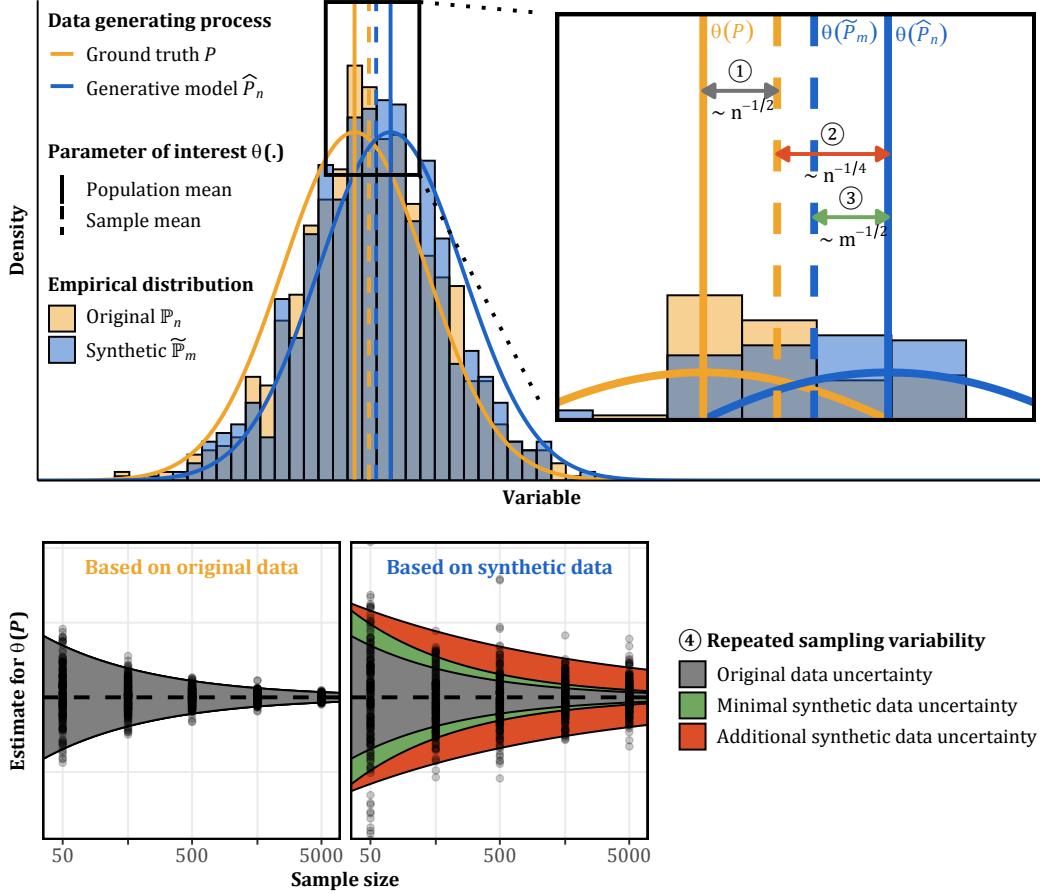 Data generating process
Ground truth P
Generative model P̂ₙ
Parameter of interest θ(.)
Population mean
Sample mean
Empirical distribution
Original ℙₙ
Synthetic ℙ̃ₘ
Density
Variable
θ(P)
θ(P̃ₘ)
θ(P̂ₙ)
①
~ n⁻¹/²
②
~ n⁻¹/⁴
③
~ m⁻¹/²
Based on original data
Based on synthetic data
Estimate for θ(P)
50
500
5000
50
500
5000
Sample size
④ Repeated sampling variability
Original data uncertainty
Minimal synthetic data uncertainty
Additional synthetic data uncertainty